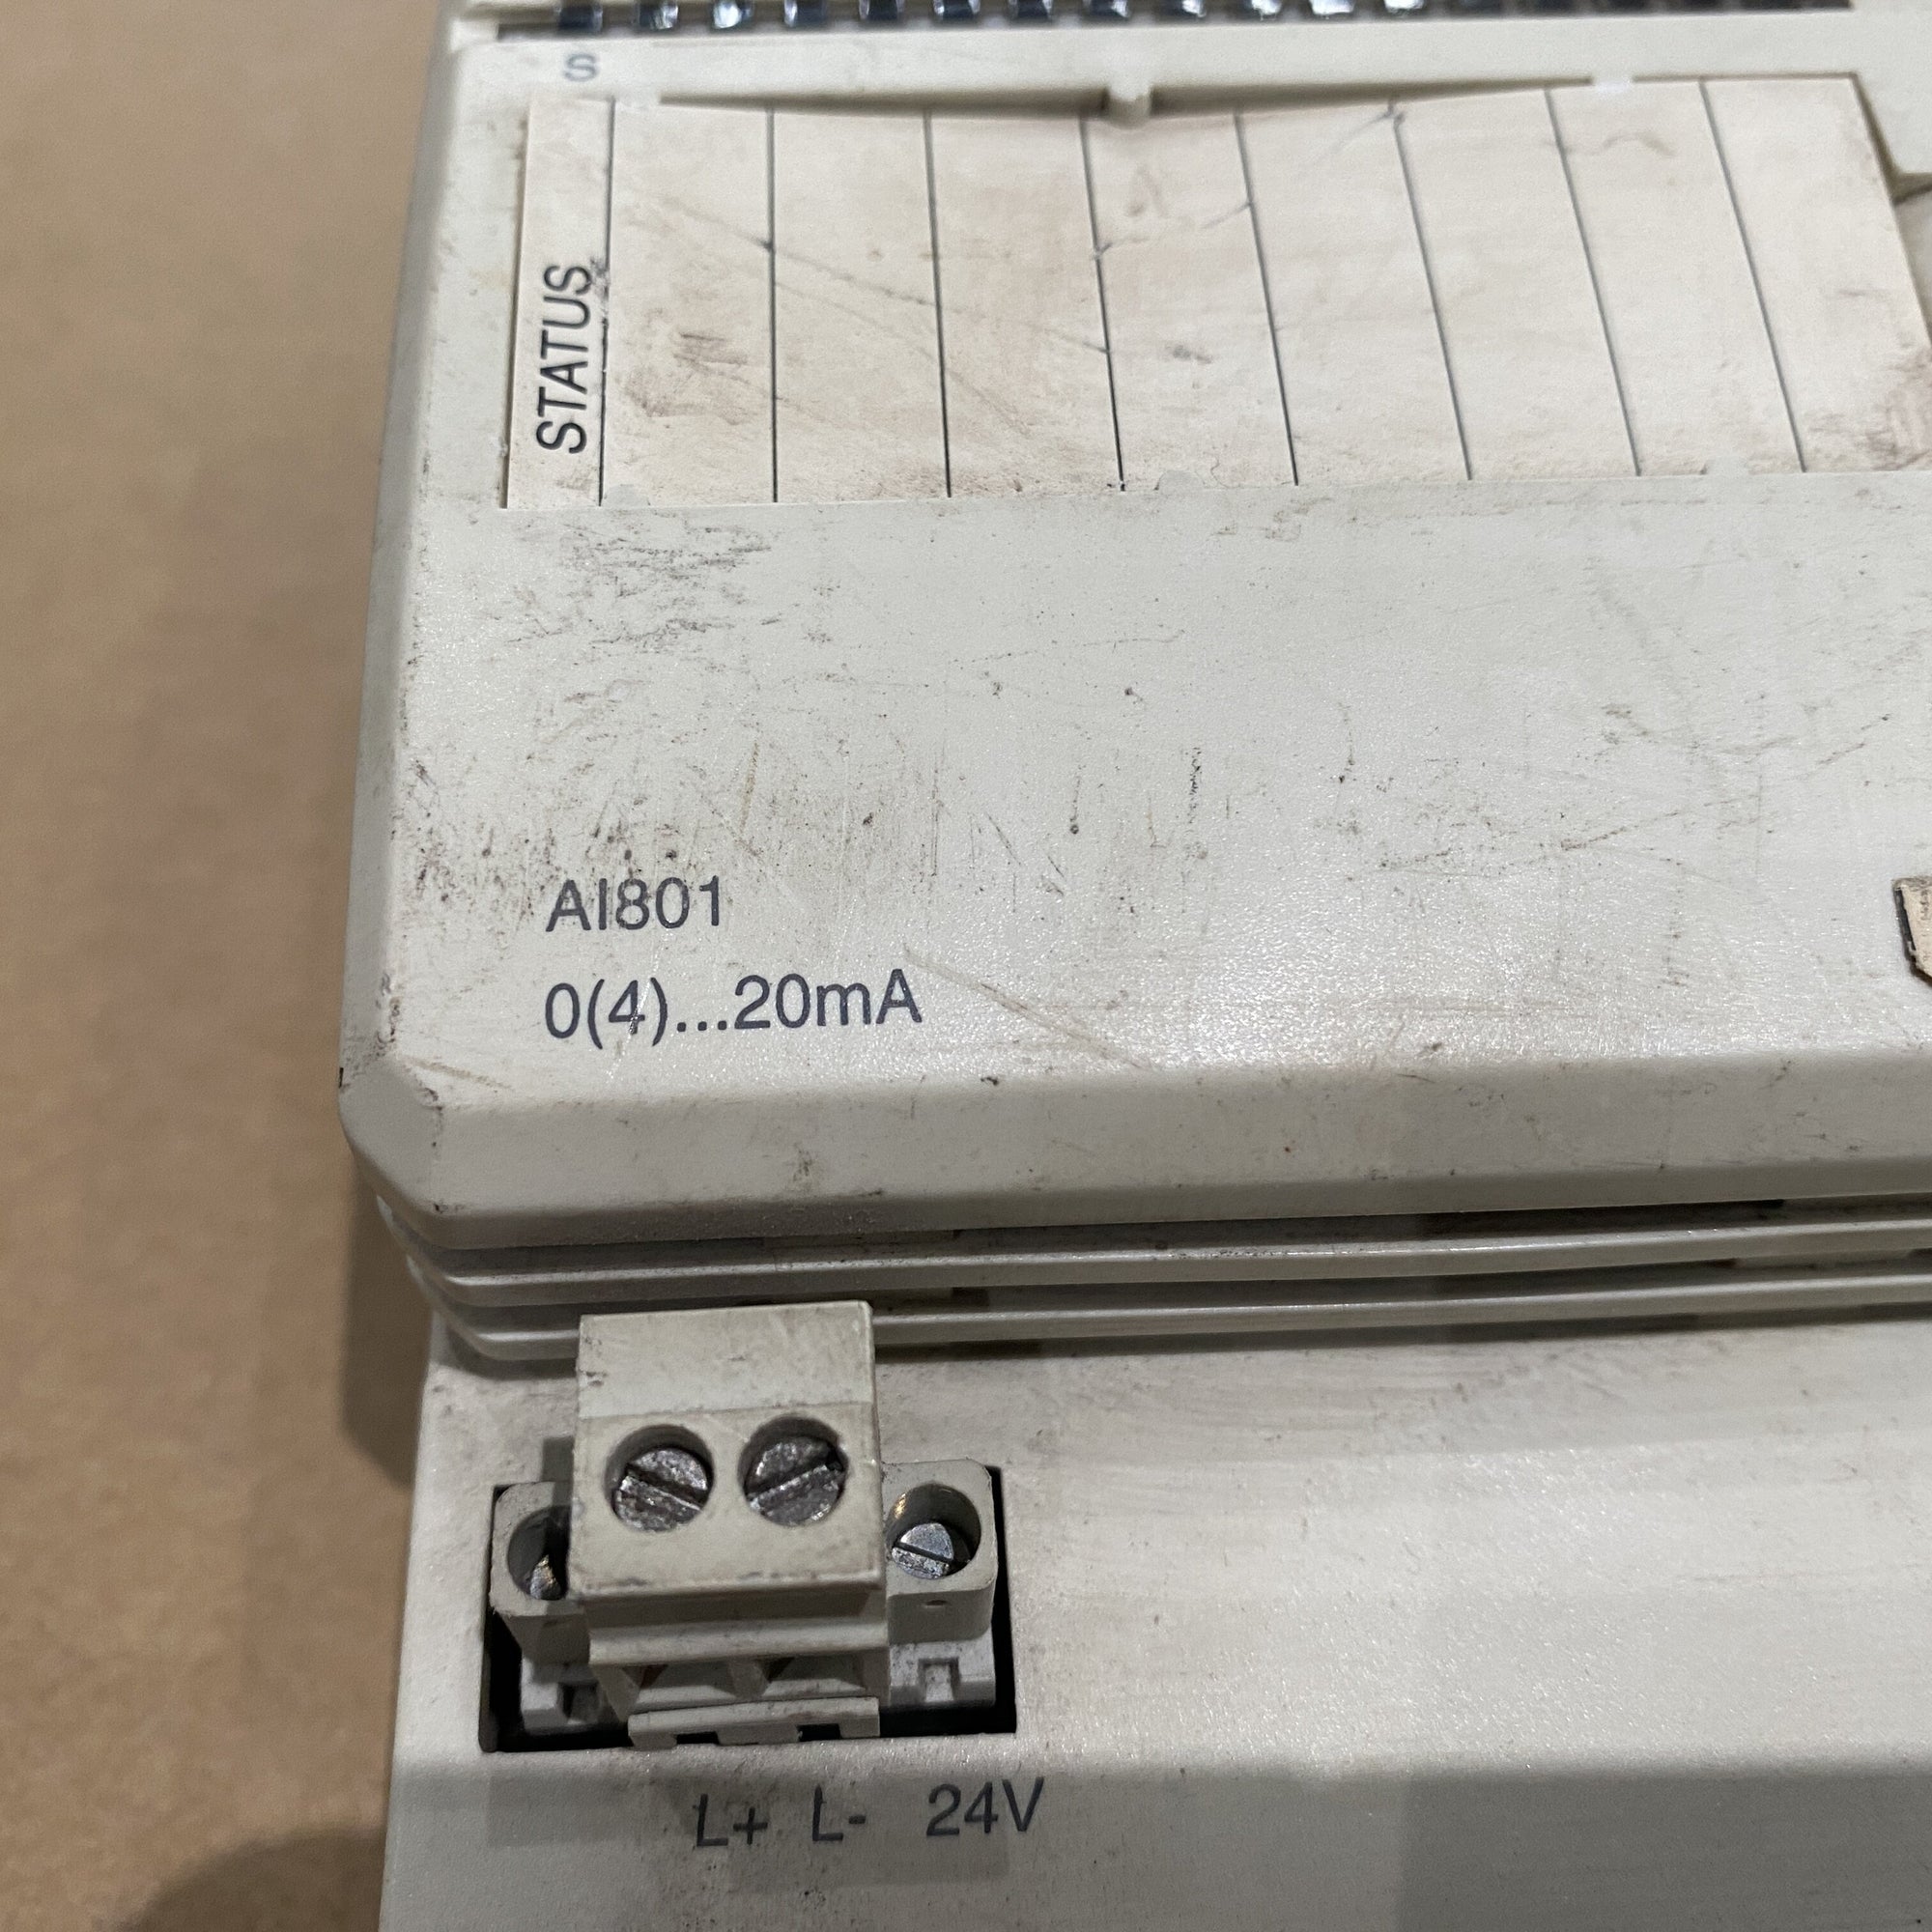 S
STATUS
AI801
0(4)...20mA
L+ L- 24V